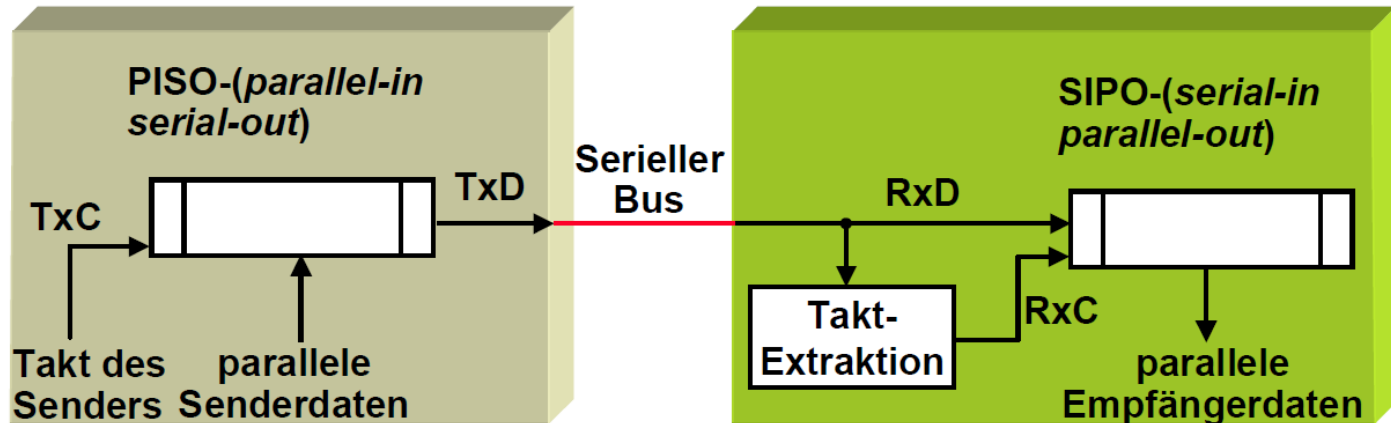 PISO-(parallel-in
serial-out)
TxC
TxD
Takt des
Senders
parallele
Senderdaten
Serieller
Bus
SIPO-(serial-in
parallel-out)
RxD
Takt-
Extraktion
RxC
parallele
Empfängerdaten